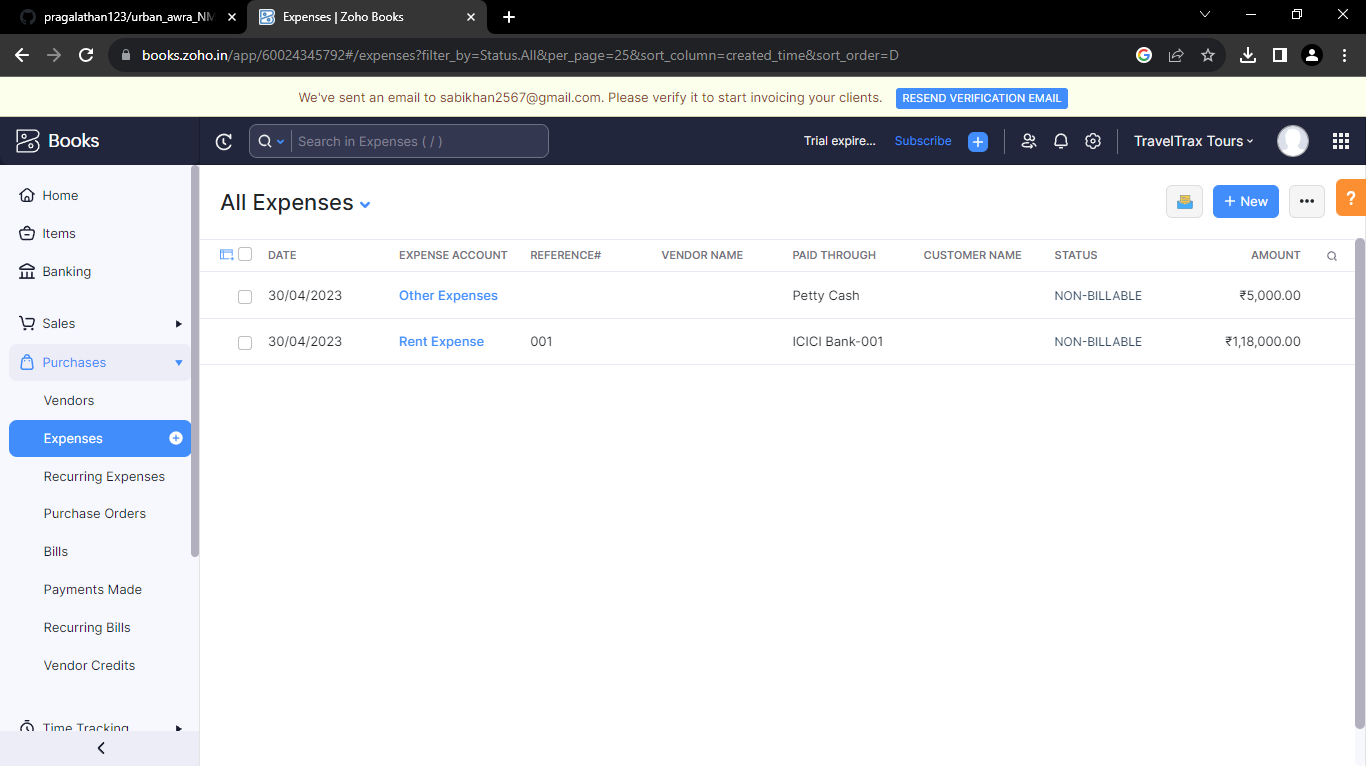 pragalathan123/urban_awra_NM
Expenses | Zoho Books
books.zoho.in/app/60024345792#/expenses?filter_by=Status.All&per_page=25&sort_column=created_time&sort_order=D
We've sent an email to sabikhan2567@gmail.com. Please verify it to start invoicing your clients. RESEND VERIFICATION EMAIL
Books
Search in Expenses ( / )
Trial expire... Subscribe
TravelTrax Tours
Home
Items
Banking
Sales
Purchases
Vendors
Expenses
Recurring Expenses
Purchase Orders
Bills
Payments Made
Recurring Bills
Vendor Credits
Time Tracking
All Expenses
+ New
?
DATE EXPENSE ACCOUNT REFERENCE# VENDOR NAME PAID THROUGH CUSTOMER NAME STATUS AMOUNT
30/04/2023 Other Expenses Petty Cash NON-BILLABLE ₹5,000.00
30/04/2023 Rent Expense 001 ICICI Bank-001 NON-BILLABLE ₹1,18,000.00